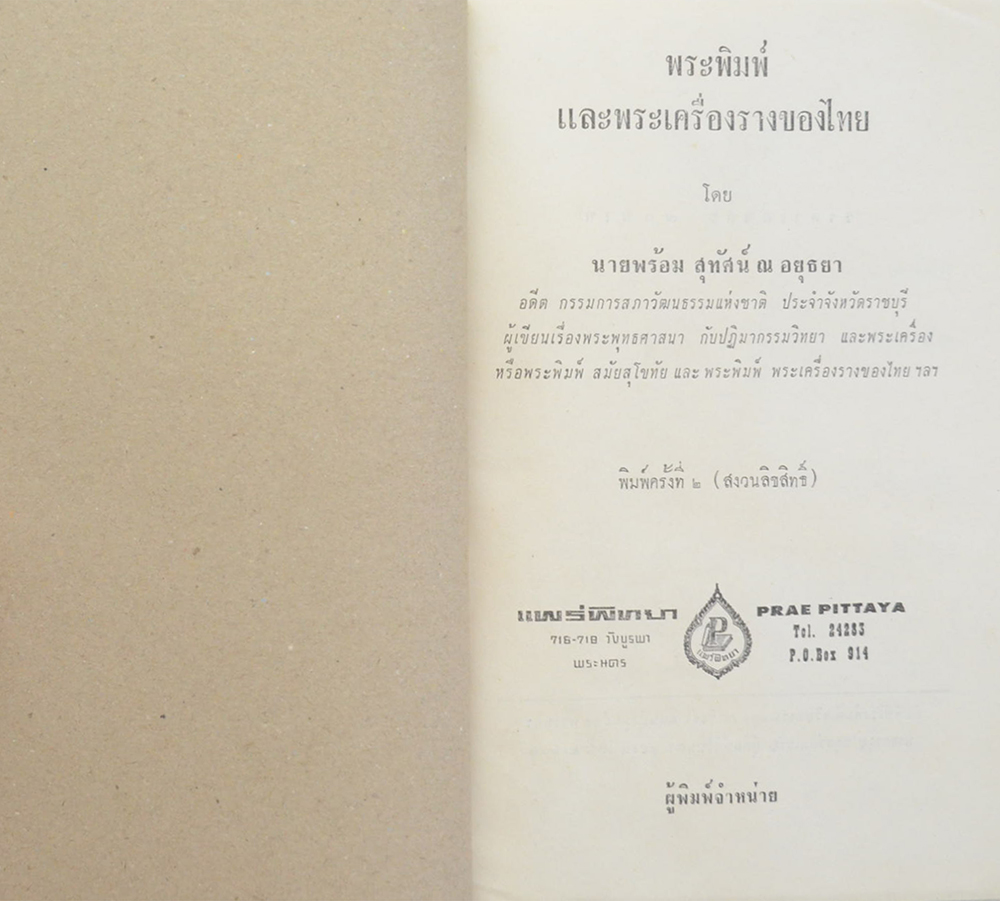 พระพิมพ์
และพระเครื่องรางของไทย
โดย
นายพร้อม สุทัศน์ ณ อยุธยา
อดีต กรรมการสภาวัฒนธรรมแห่งชาติ ประจำจังหวัดราชบุรี
ผู้เขียนเรื่องพระพุทธศาสนา กับปฏิมากรรมวิทยา และพระเครื่อง
หรือพระพิมพ์ สมัยสุโขทัย และ พระพิมพ์ พระเครื่องรางของไทย ฯลฯ
พิมพ์ครั้งที่ ๒ (สงวนลิขสิทธิ์)
แพร่พิทยา
716-718 วังบูรพา
พระนคร
แพร่พิทยา
PRAE PITTAYA
Tel. 24283
P.O.Box 914
ผู้พิมพ์จำหน่าย